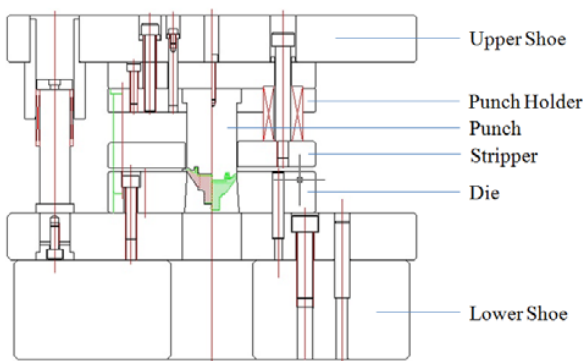 Upper Shoe
Punch Holder
Punch
Stripper
Die
Lower Shoe